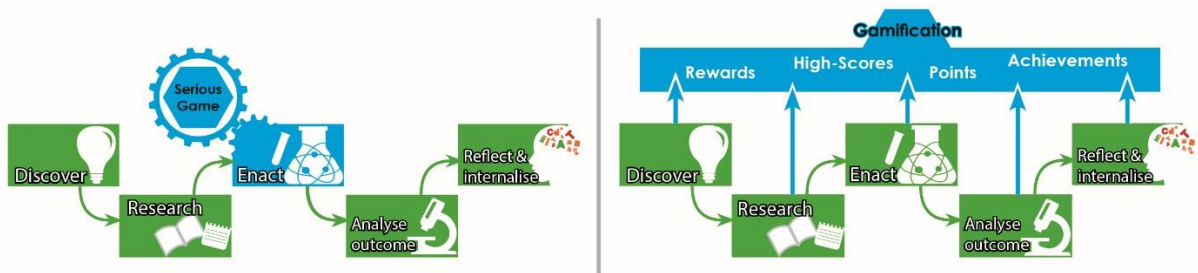 Serious
Game
Discover
Research
Enact
Analyse
outcome
Reflect &
internalise
Gamification
Rewards
High-Scores
Points
Achievements
Discover
Research
Enact
Analyse
outcome
Reflect &
internalise